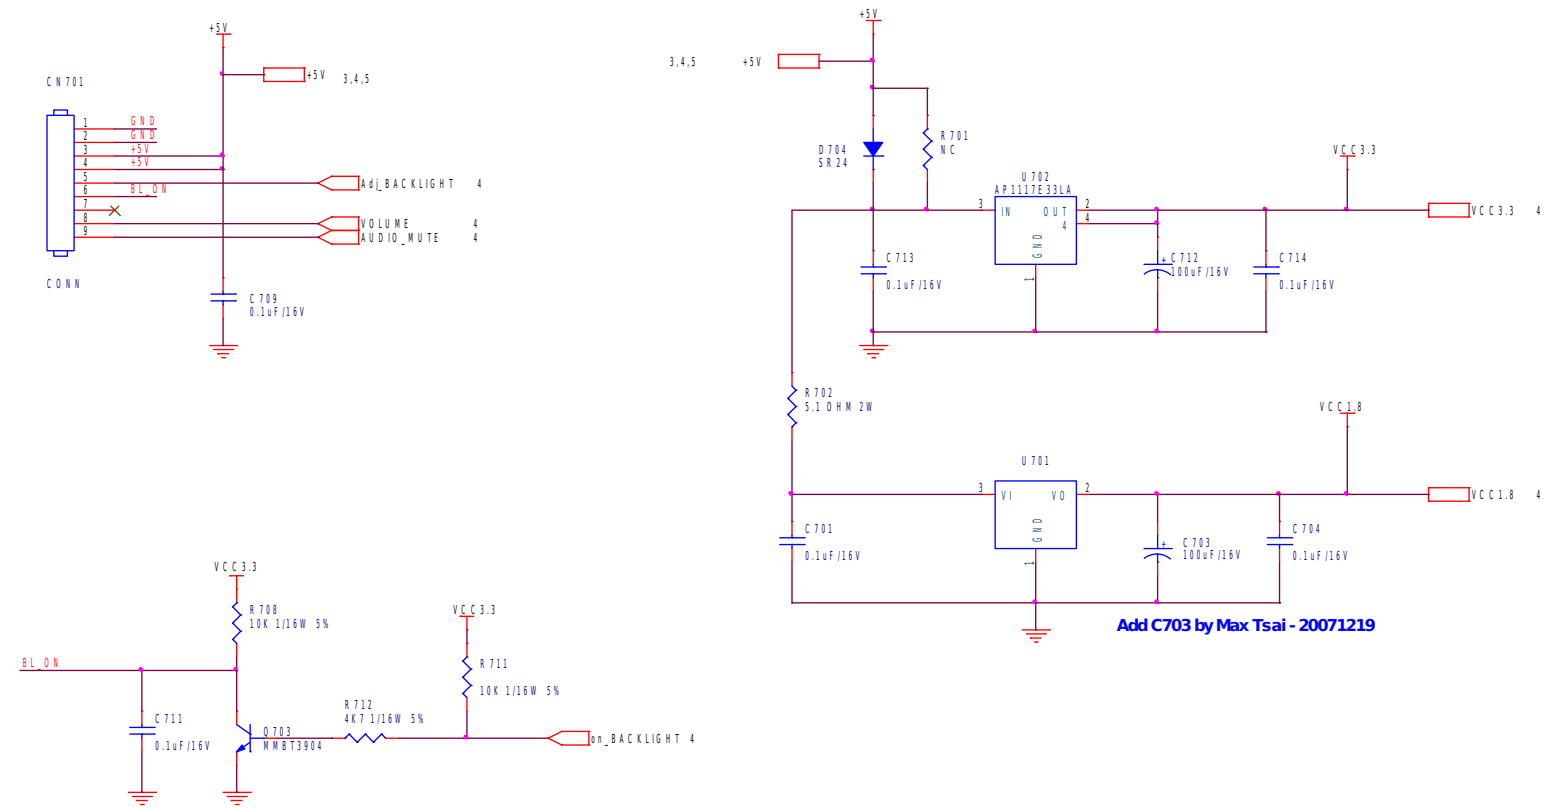 +5V
+5V 3,4,5
CN701
1 GND
2 GND
3 +5V
4 +5V
5 Adj_BACKLIGHT 4
6 BL_ON
7
8 VOLUME 4
9 AUDIO_MUTE 4
CONN
C709
0.1uF/16V
+5V
3,4,5 +5V
D704
SR24
R701
NC
U702
AP1117E33LA
3 IN OUT 2
4 4
GND
1
VCC3.3
VCC3.3 4
C713
0.1uF/16V
C712
100uF/16V
C714
0.1uF/16V
R702
5.1 OHM 2W
U701
3 VI VO 2
GND
1
VCC1.8
VCC1.8 4
C701
0.1uF/16V
C703
100uF/16V
C704
0.1uF/16V
Add C703 by Max Tsai - 20071219
VCC3.3
R708
10K 1/16W 5%
BL_ON
C711
0.1uF/16V
Q703
MMBT3904
R712
4K7 1/16W 5%
VCC3.3
R711
10K 1/16W 5%
on_BACKLIGHT 4